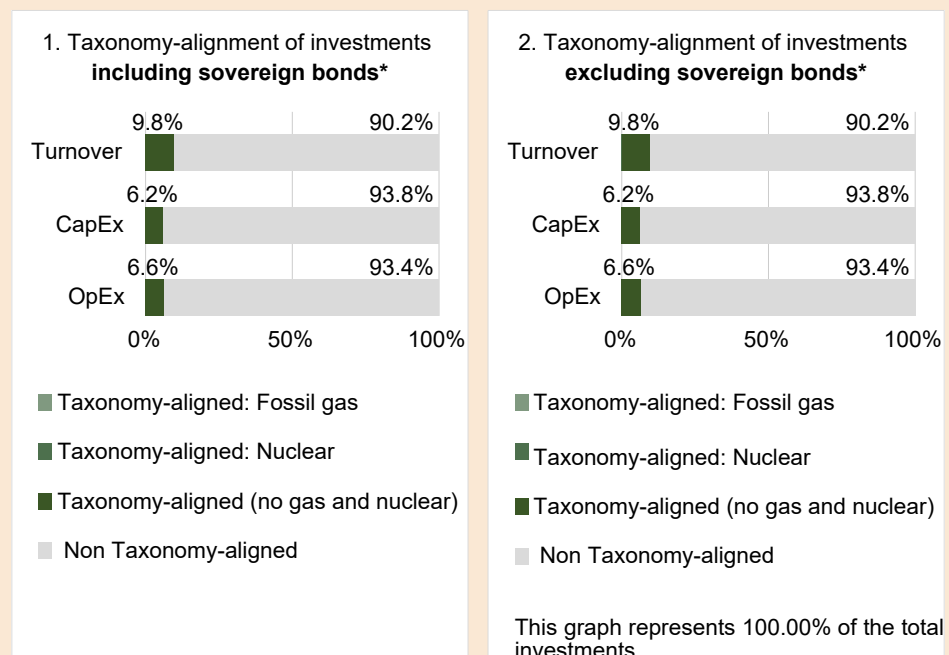 1. Taxonomy-alignment of investments
including sovereign bonds*
9.8% 90.2%
Turnover
6.2% 93.8%
CapEx
6.6% 93.4%
OpEx
0% 50% 100%
Taxonomy-aligned: Fossil gas
Taxonomy-aligned: Nuclear
Taxonomy-aligned (no gas and nuclear)
Non Taxonomy-aligned
2. Taxonomy-alignment of investments
excluding sovereign bonds*
9.8% 90.2%
Turnover
6.2% 93.8%
CapEx
6.6% 93.4%
OpEx
0% 50% 100%
Taxonomy-aligned: Fossil gas
Taxonomy-aligned: Nuclear
Taxonomy-aligned (no gas and nuclear)
Non Taxonomy-aligned
This graph represents 100.00% of the total
investments